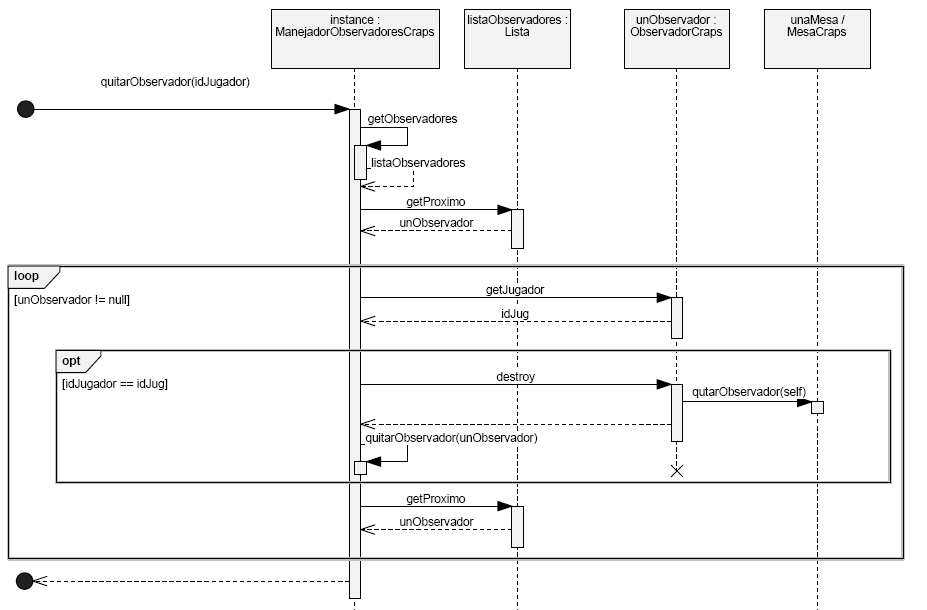 instance :
ManejadorObservadoresCraps
listaObservadores :
Lista
unObservador :
ObservadorCraps
unaMesa /
MesaCraps
quitarObservador(idJugador)
getObservadores
listaObservadores
getProximo
unObservador
loop
[unObservador != null]
getJugador
idJug
opt
[idJugador == idJug]
destroy
qutarObservador(self)
quitarObservador(unObservador)
getProximo
unObservador